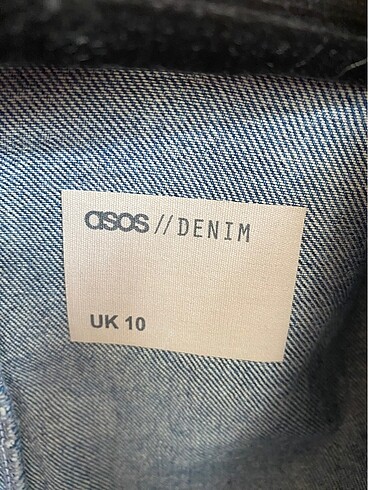 asos // DENIM
UK 10